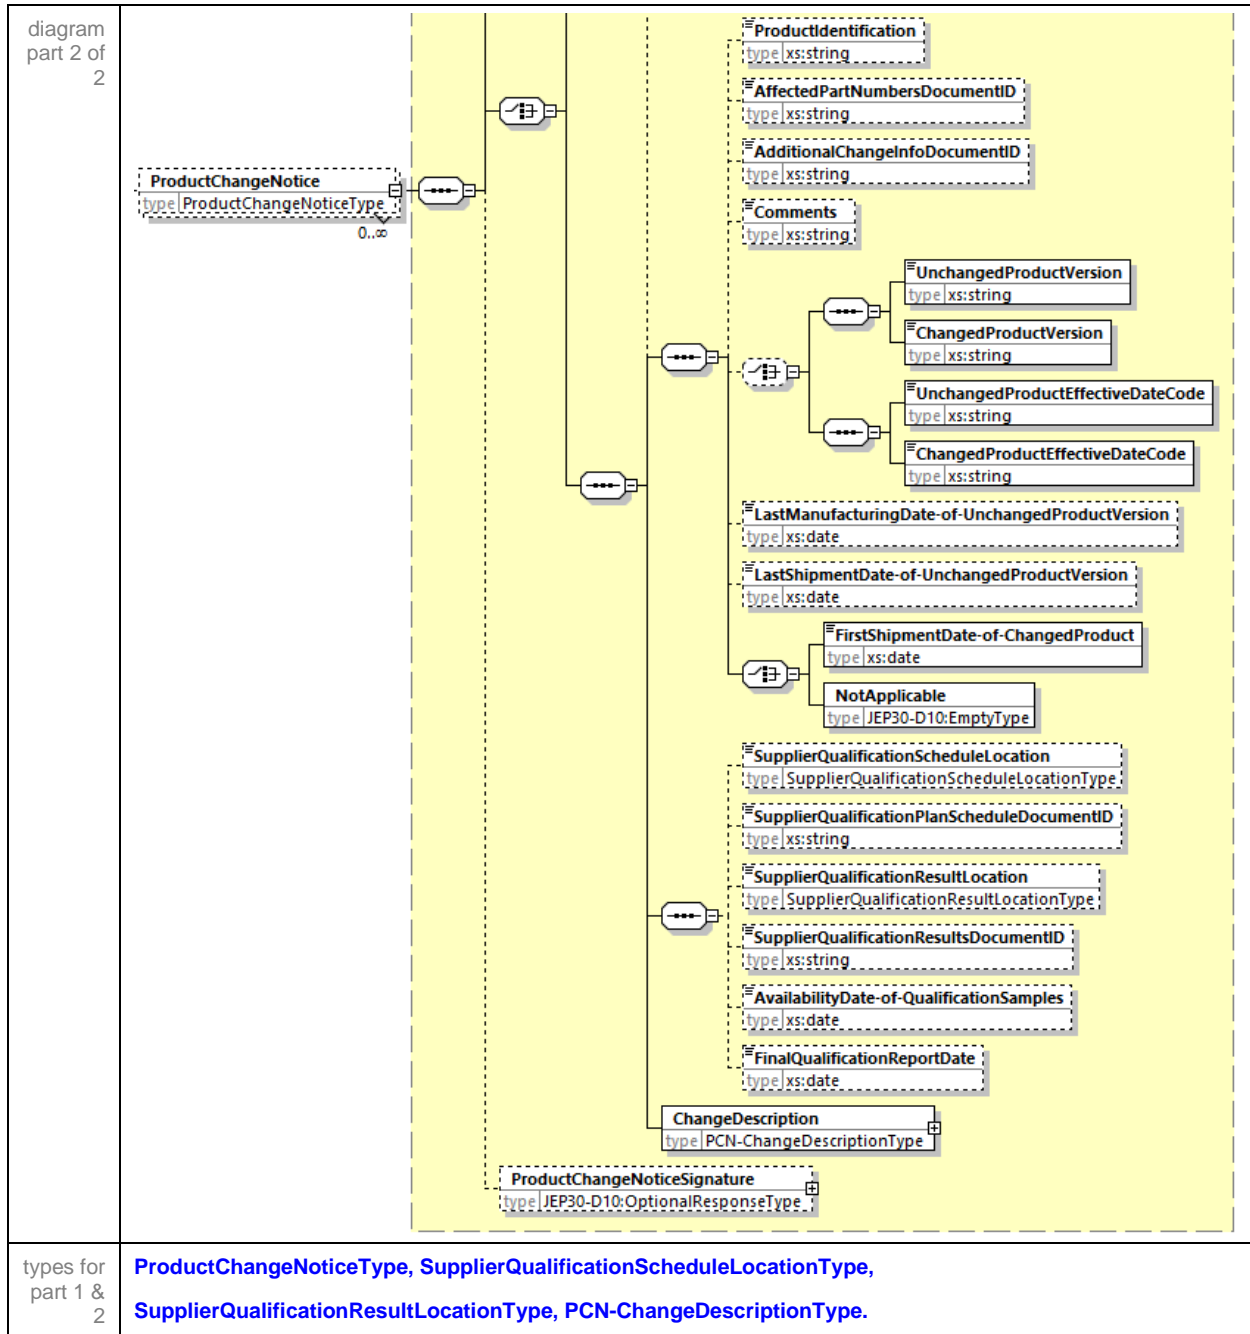 diagram
part 2 of
2
ProductIdentification
type xs:string
AffectedPartNumbersDocumentID
type xs:string
AdditionalChangeInfoDocumentID
type xs:string
ProductChangeNotice
type ProductChangeNoticeType
0..∞
Comments
type xs:string
UnchangedProductVersion
type xs:string
ChangedProductVersion
type xs:string
UnchangedProductEffectiveDateCode
type xs:string
ChangedProductEffectiveDateCode
type xs:string
LastManufacturingDate-of-UnchangedProductVersion
type xs:date
LastShipmentDate-of-UnchangedProductVersion
type xs:date
FirstShipmentDate-of-ChangedProduct
type xs:date
NotApplicable
type JEP30-D10:EmptyType
SupplierQualificationScheduleLocation
type SupplierQualificationScheduleLocationType
SupplierQualificationPlanScheduleDocumentID
type xs:string
SupplierQualificationResultLocation
type SupplierQualificationResultLocationType
SupplierQualificationResultsDocumentID
type xs:string
AvailabilityDate-of-QualificationSamples
type xs:date
FinalQualificationReportDate
type xs:date
ChangeDescription
type PCN-ChangeDescriptionType
ProductChangeNoticeSignature
type JEP30-D10:OptionalResponseType
types for
part 1 &
2
ProductChangeNoticeType, SupplierQualificationScheduleLocationType,
SupplierQualificationResultLocationType, PCN-ChangeDescriptionType.